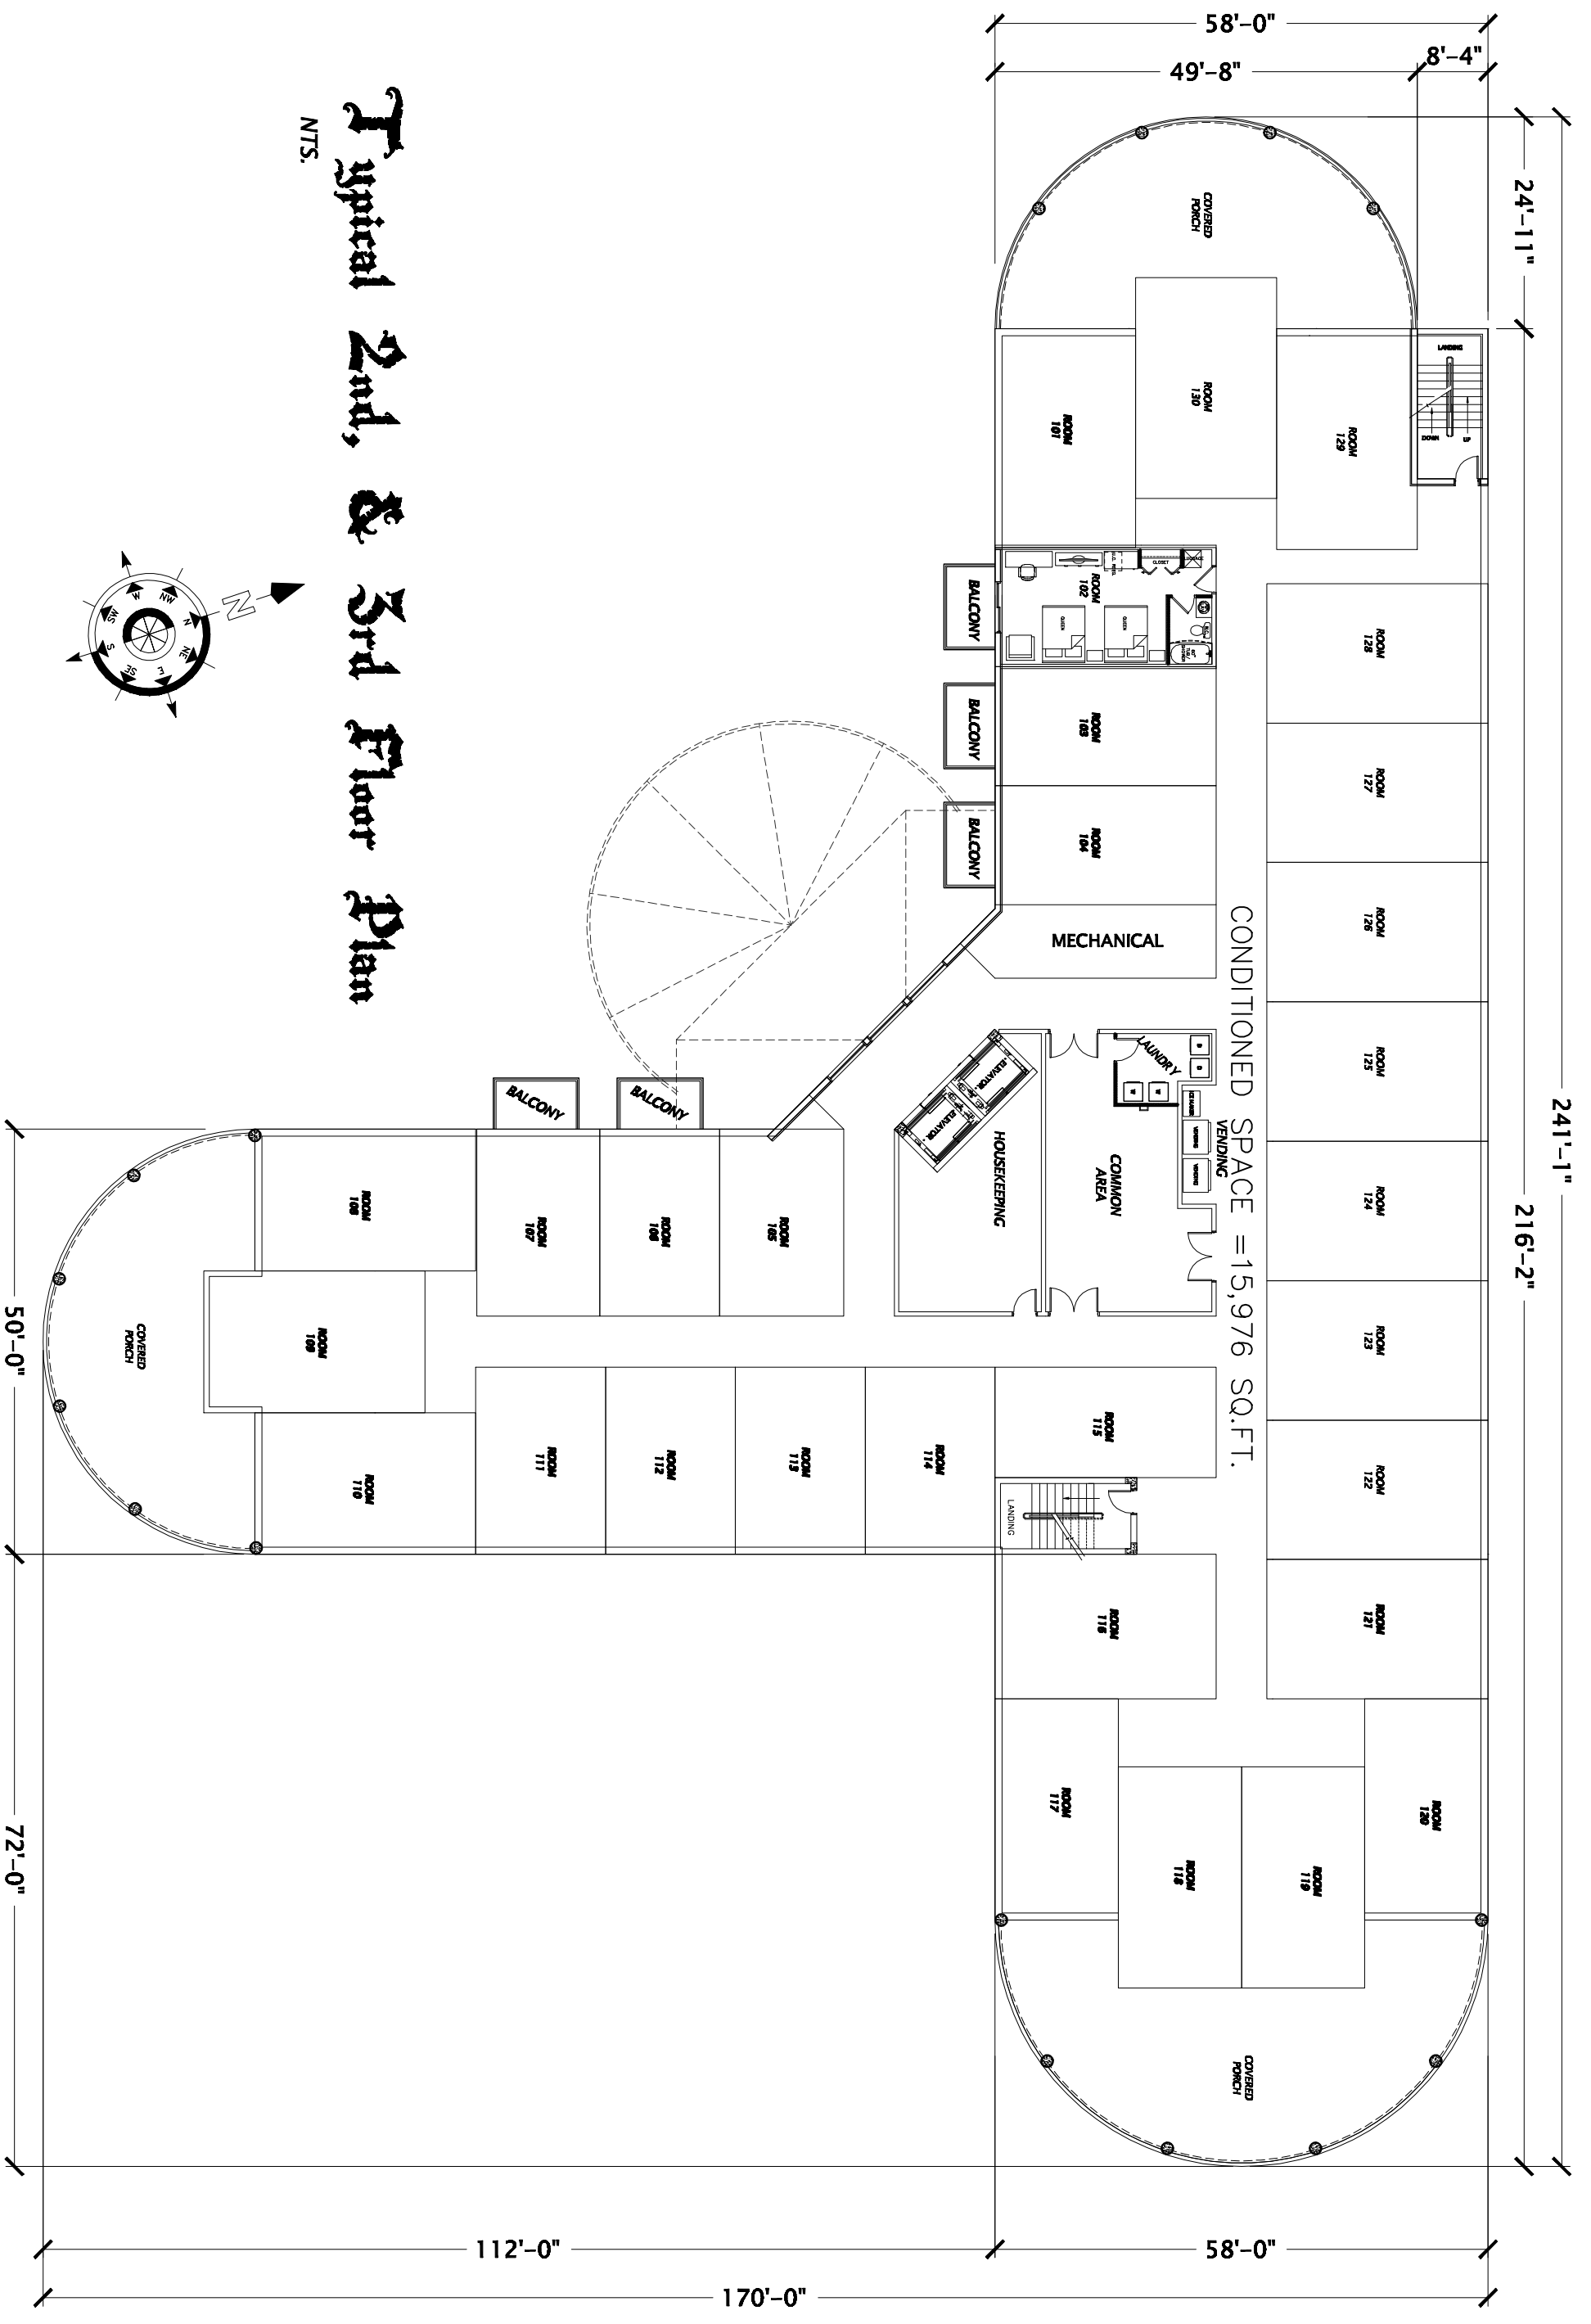 Typical 2nd, & 3rd Floor Plan
NTS.
58'-0"
49'-8"
8'-4"
24'-11"
241'-1"
216'-2"
COVERED
PORCH
LANDING
DOWN
UP
ROOM
130
ROOM
129
ROOM
101
BALCONY
ROOM
102
CLOSET
QUEEN
QUEEN
BALCONY
ROOM
103
BALCONY
ROOM
104
MECHANICAL
ROOM
128
ROOM
127
ROOM
126
ROOM
125
ROOM
124
ROOM
123
ROOM
122
ROOM
121
CONDITIONED SPACE =15,976 SQ.FT.
LAUNDRY
D
D
W
W
ICE MAKER
VENDING
VENDING
VENDING
COMMON
AREA
HOUSEKEEPING
ELEVATOR
ELEVATOR
BALCONY
BALCONY
ROOM
105
ROOM
106
ROOM
107
ROOM
108
ROOM
109
COVERED
PORCH
ROOM
110
ROOM
111
ROOM
112
ROOM
113
ROOM
114
ROOM
115
LANDING
ROOM
116
ROOM
117
ROOM
118
ROOM
119
ROOM
120
COVERED
PORCH
50'-0"
72'-0"
112'-0"
58'-0"
170'-0"
N
N
NE
E
SE
S
SW
W
NW